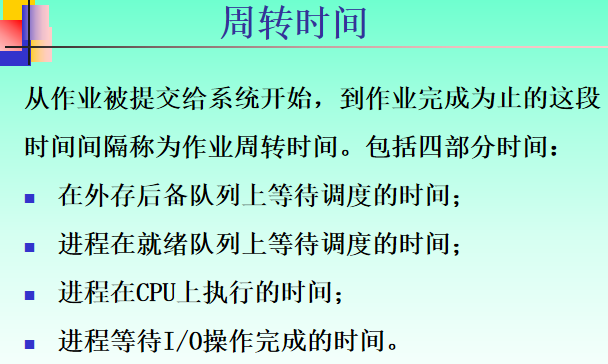 周转时间
从作业被提交给系统开始，到作业完成为止的这段
时间间隔称为作业周转时间。包括四部分时间：
在外存后备队列上等待调度的时间；
进程在就绪队列上等待调度的时间；
进程在CPU上执行的时间；
进程等待I/O操作完成的时间。